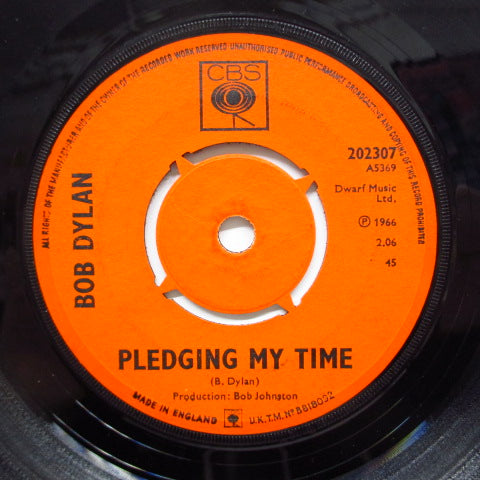 ALL RIGHTS OF THE MANUFACTURER AND OF THE OWNER OF THE RECORDED WORK RESERVED. UNAUTHORISED PUBLIC PERFORMANCE BROADCASTING AND COPYING OF THIS RECORD PROHIBITED
CBS
202307
A5369
Dwarf Music
Ltd.
Ⓟ 1966
2.06
45
BOB DYLAN
PLEDGING MY TIME
(B. Dylan)
Production: Bob Johnston
MADE IN ENGLAND
U.K.T.M. Nº BB18052